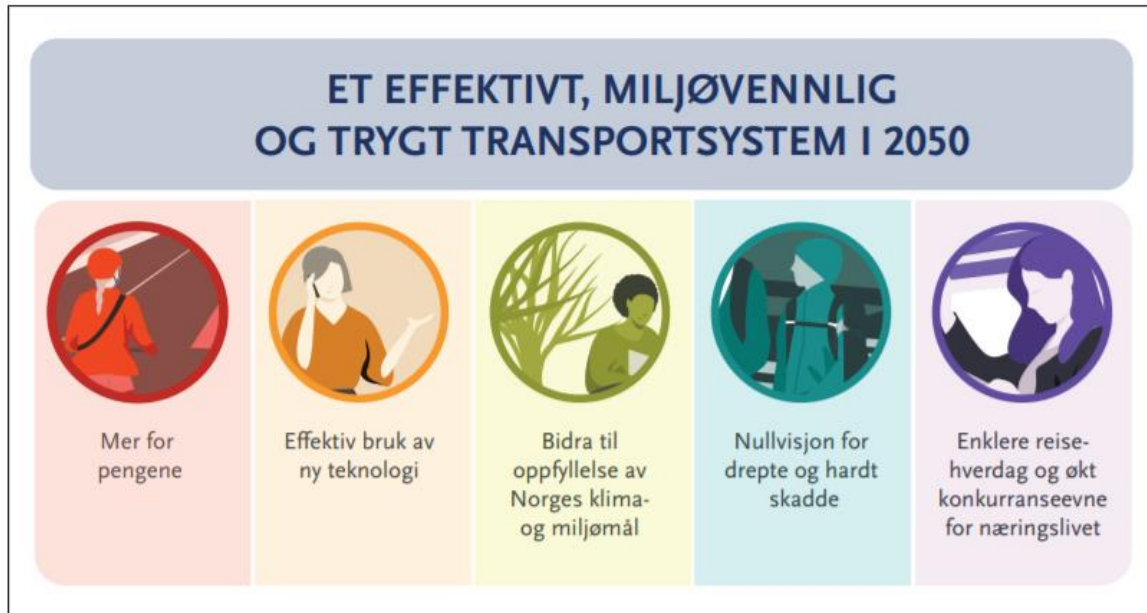 ET EFFEKTIVT, MILJØVENNLIG
OG TRYGT TRANSPORTSYSTEM I 2050
Mer for
pengene
Effektiv bruk av
ny teknologi
Bidra til
oppfyllelse av
Norges klima-
og miljømål
Nullvisjon for
drepte og hardt
skadde
Enklere reise-
hverdag og økt
konkurranseevne
for næringslivet